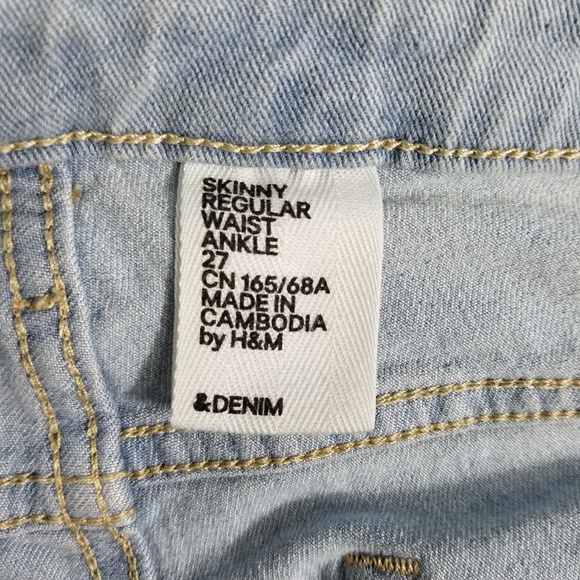 SKINNY
REGULAR
WAIST
ANKLE
27
CN 165/68A
MADE IN
CAMBODIA
by H&M
&DENIM